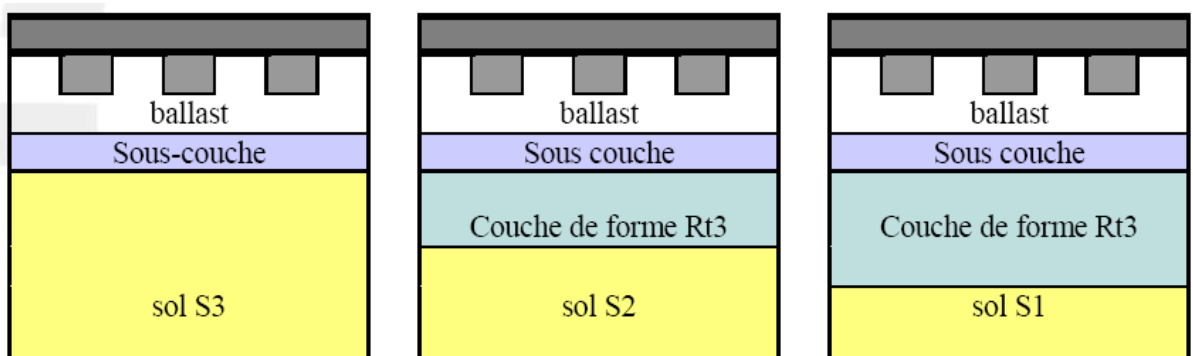 ballast
Sous-couche
sol S3
ballast
Sous couche
Couche de forme Rt3
sol S2
ballast
Sous couche
Couche de forme Rt3
sol S1